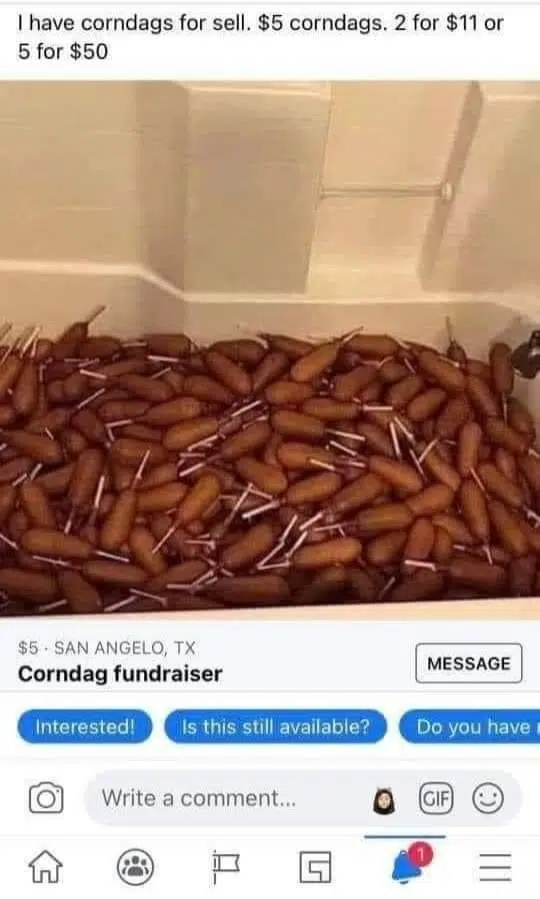 I have corndags for sell. $5 corndags. 2 for $11 or
5 for $50
$5 · SAN ANGELO, TX
Corndag fundraiser
MESSAGE
Interested!
Is this still available?
Do you have
Write a comment...
GIF
1